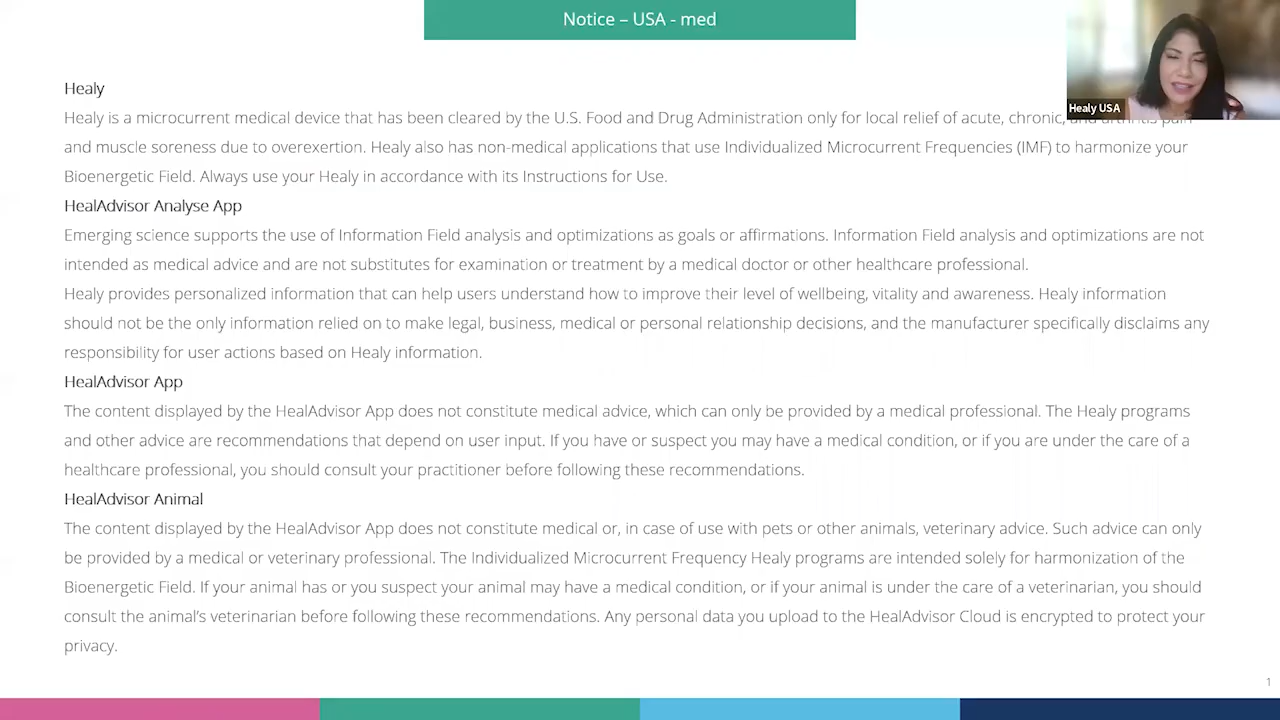 Notice – USA - med
Healy USA
Healy
Healy is a microcurrent medical device that has been cleared by the U.S. Food and Drug Administration only for local relief of acute, chronic, and arthritis pain
and muscle soreness due to overexertion. Healy also has non-medical applications that use Individualized Microcurrent Frequencies (IMF) to harmonize your
Bioenergetic Field. Always use your Healy in accordance with its Instructions for Use.
HealAdvisor Analyse App
Emerging science supports the use of Information Field analysis and optimizations as goals or affirmations. Information Field analysis and optimizations are not
intended as medical advice and are not substitutes for examination or treatment by a medical doctor or other healthcare professional.
Healy provides personalized information that can help users understand how to improve their level of wellbeing, vitality and awareness. Healy information
should not be the only information relied on to make legal, business, medical or personal relationship decisions, and the manufacturer specifically disclaims any
responsibility for user actions based on Healy information.
HealAdvisor App
The content displayed by the HealAdvisor App does not constitute medical advice, which can only be provided by a medical professional. The Healy programs
and other advice are recommendations that depend on user input. If you have or suspect you may have a medical condition, or if you are under the care of a
healthcare professional, you should consult your practitioner before following these recommendations.
HealAdvisor Animal
The content displayed by the HealAdvisor App does not constitute medical or, in case of use with pets or other animals, veterinary advice. Such advice can only
be provided by a medical or veterinary professional. The Individualized Microcurrent Frequency Healy programs are intended solely for harmonization of the
Bioenergetic Field. If your animal has or you suspect your animal may have a medical condition, or if your animal is under the care of a veterinarian, you should
consult the animal's veterinarian before following these recommendations. Any personal data you upload to the HealAdvisor Cloud is encrypted to protect your
privacy.
1